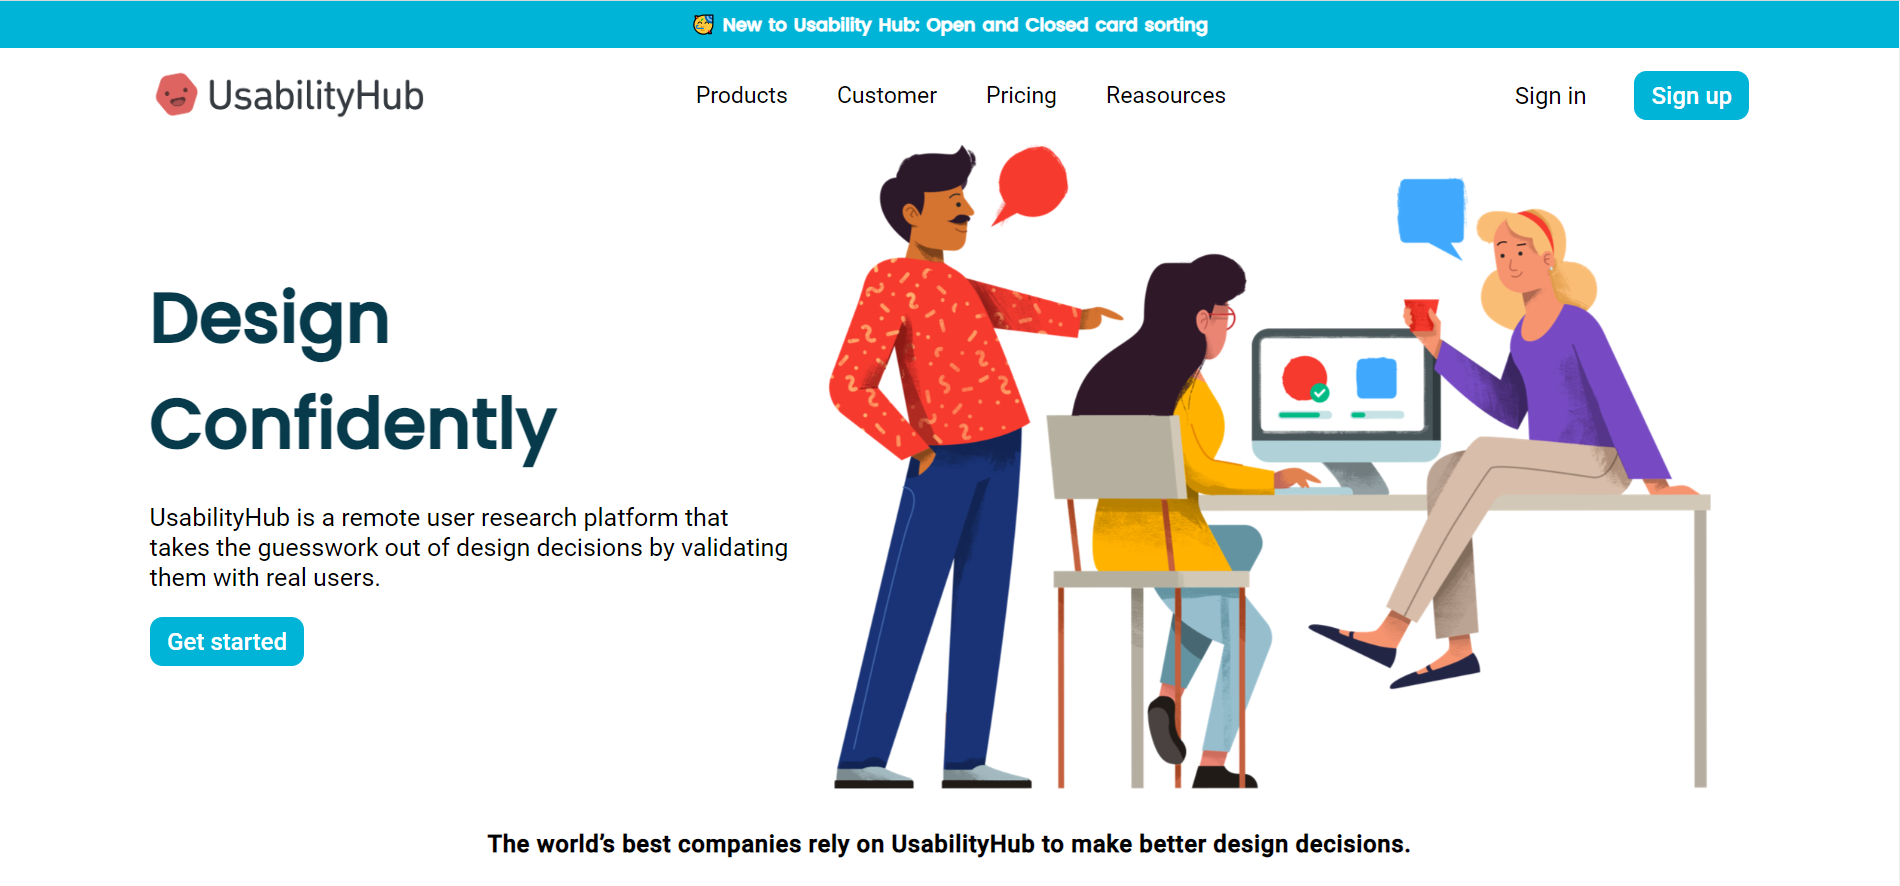 New to Usability Hub: Open and Closed card sorting
UsabilityHub
Products
Customer
Pricing
Reasources
Sign in
Sign up
Design
Confidently
UsabilityHub is a remote user research platform that
takes the guesswork out of design decisions by validating
them with real users.
Get started
The world’s best companies rely on UsabilityHub to make better design decisions.